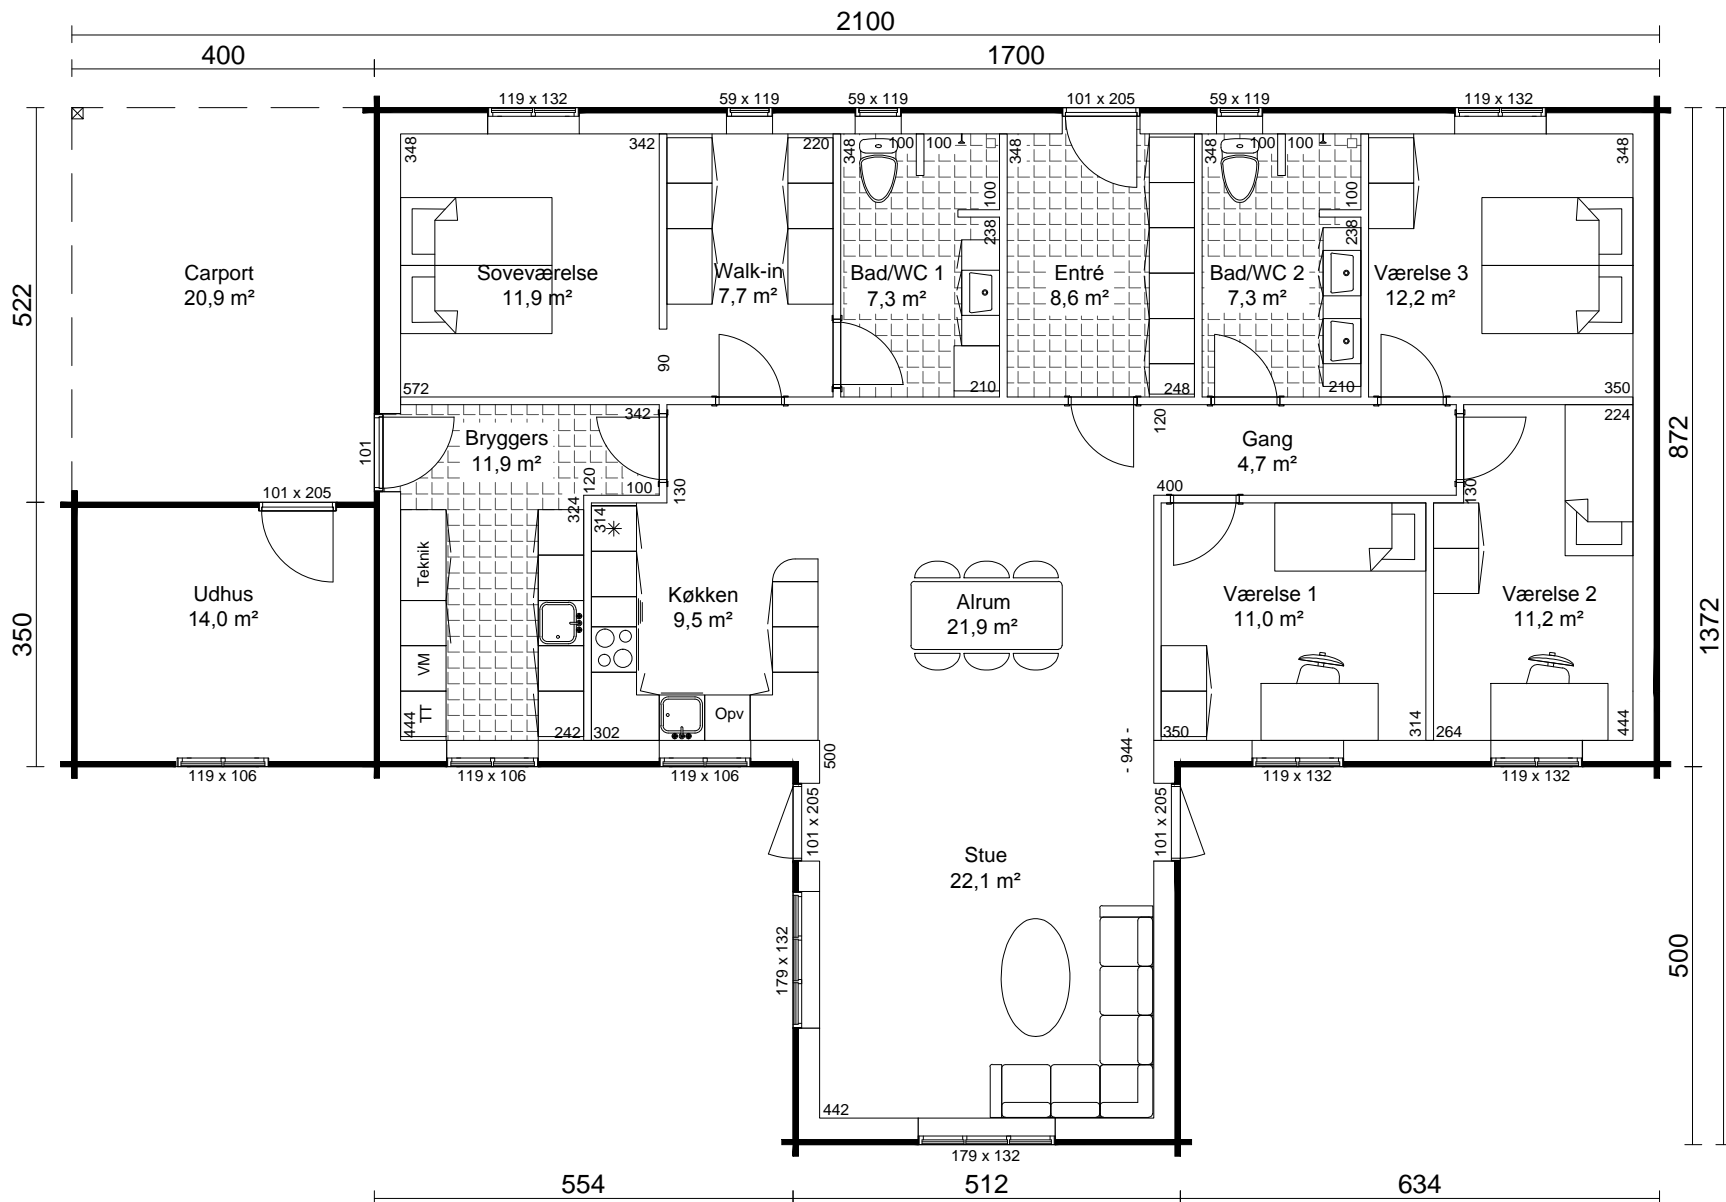 2100
400
1700
119 x 132
59 x 119
59 x 119
101 x 205
59 x 119
119 x 132
348
342
220
348
100
100
348
348
100
100
348
100
100
238
238
Carport
20,9 m²
Soveværelse
11,9 m²
Walk-in
7,7 m²
Bad/WC 1
7,3 m²
Entré
8,6 m²
Bad/WC 2
7,3 m²
Værelse 3
12,2 m²
522
872
1372
90
572
210
248
210
350
342
120
224
101
Bryggers
11,9 m²
Gang
4,7 m²
120
100
130
400
130
101 x 205
324
314
Teknik
Udhus
14,0 m²
Køkken
9,5 m²
Alrum
21,9 m²
Værelse 1
11,0 m²
Værelse 2
11,2 m²
350
VM
TT
444
242
302
Opv
500
- 944 -
350
314
264
444
119 x 106
119 x 106
119 x 106
119 x 132
119 x 132
101 x 205
101 x 205
Stue
22,1 m²
179 x 132
500
442
179 x 132
554
512
634